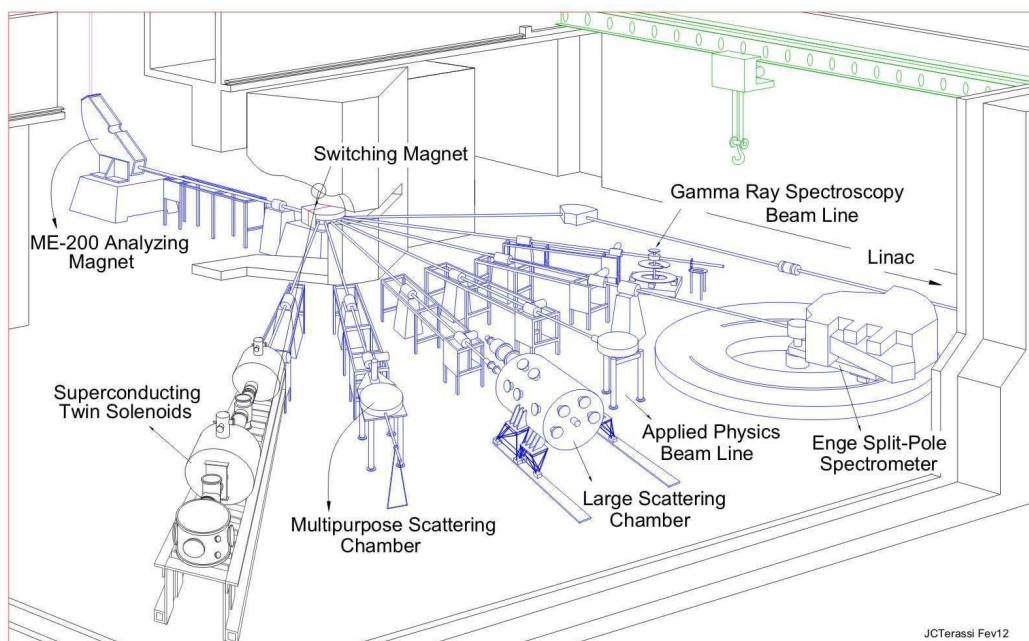 Switching Magnet
Gamma Ray Spectroscopy
Beam Line
ME-200 Analyzing
Magnet
Linac
Superconducting
Twin Solenoids
Applied Physics
Beam Line
Enge Split-Pole
Spectrometer
Large Scattering
Chamber
Multipurpose Scattering
Chamber
JCTerassi Fev12